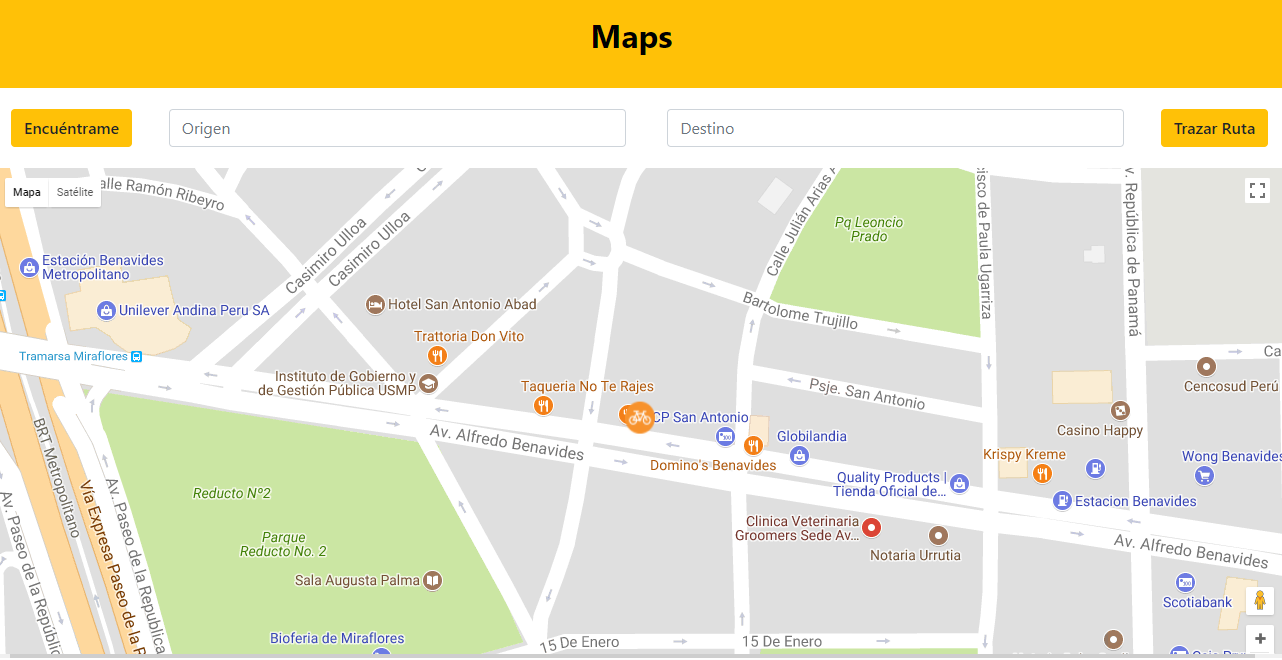 Maps
Encuéntrame
Origen
Destino
Trazar Ruta
Mapa
Satélite
alle Ramón Ribeyro
Casimiro Ulloa
Casimiro Ulloa
Calle Julián Arias A
Pq Leoncio
Prado
cisco de Paula Ugarriza
v. República de Panamá
Estación Benavides
Metropolitano
Unilever Andina Peru SA
Hotel San Antonio Abad
Bartolome Trujillo
Trattoria Don Vito
Tramarsa Miraflores
Ca
Instituto de Gobierno y
de Gestión Pública USMP
Taqueria No Te Rajes
Psje. San Antonio
Cencosud Perú
CP San Antonio
Av. Alfredo Benavides
Globilandia
Casino Happy
Domino's Benavides
Krispy Kreme
Wong Benavides
Quality Products |
Tienda Oficial de...
Estacion Benavides
BRT Metropolitano
Reducto N°2
Av. Paseo de la República
Vía Expresa Paseo de la R
Av. Paseo de la Republica
Clinica Veterinaria
Groomers Sede Av...
Notaria Urrutia
Av. Alfredo Benavides
Parque
Reducto No. 2
Sala Augusta Palma
Scotiabank
Bioferia de Miraflores
15 De Enero
15 De Enero